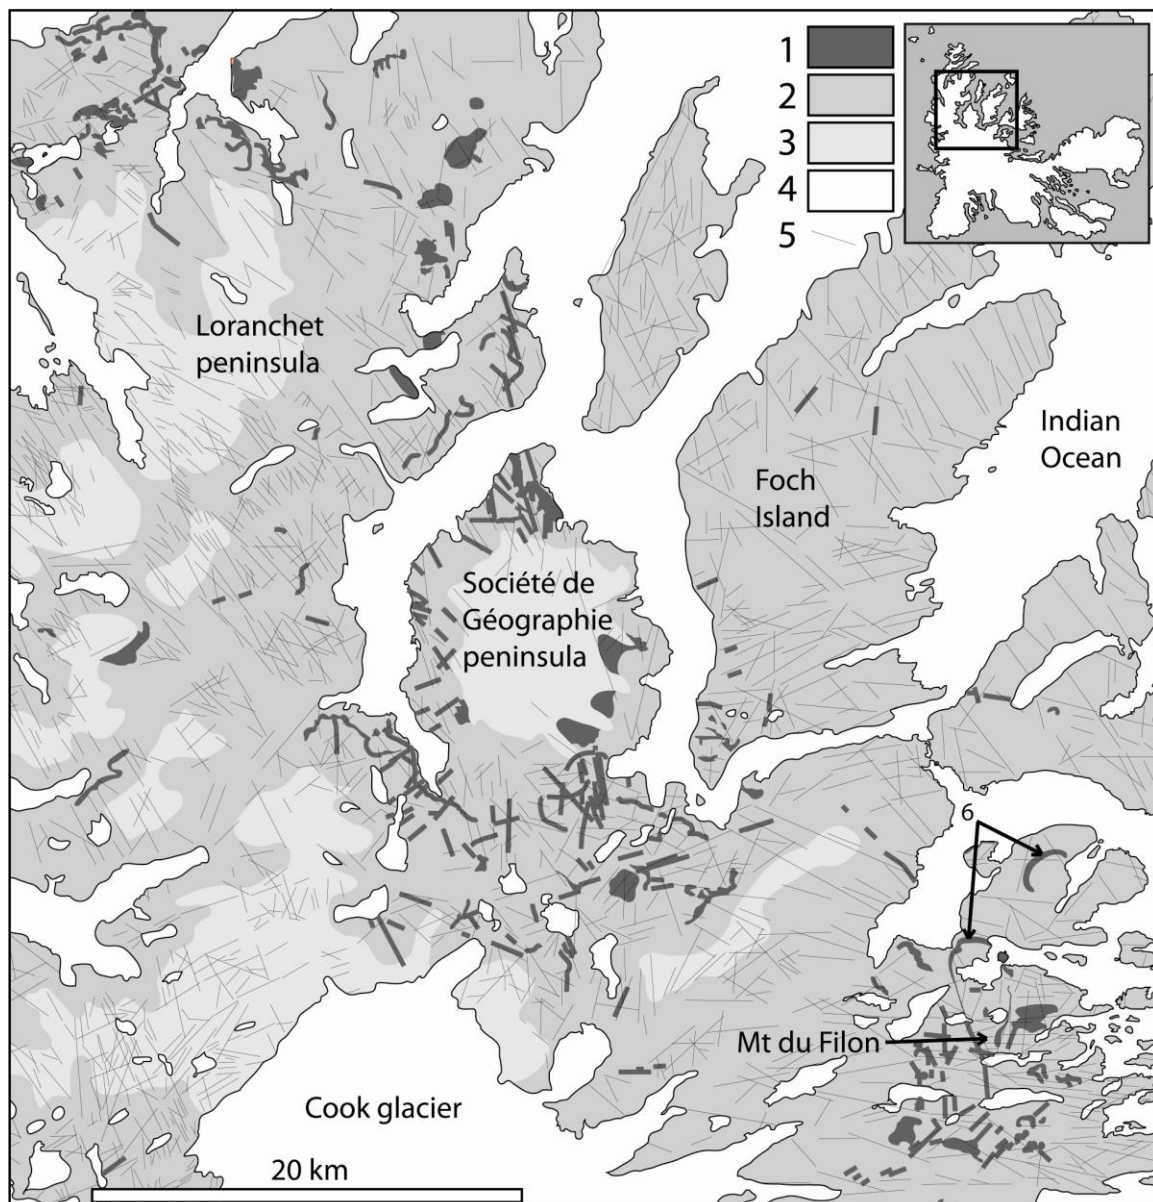 1
2
3
4
5
Loranchet
peninsula
Indian
Ocean
Foch
Island
Société de
Géographie
peninsula
6
Mt du Filon
Cook glacier
20 km